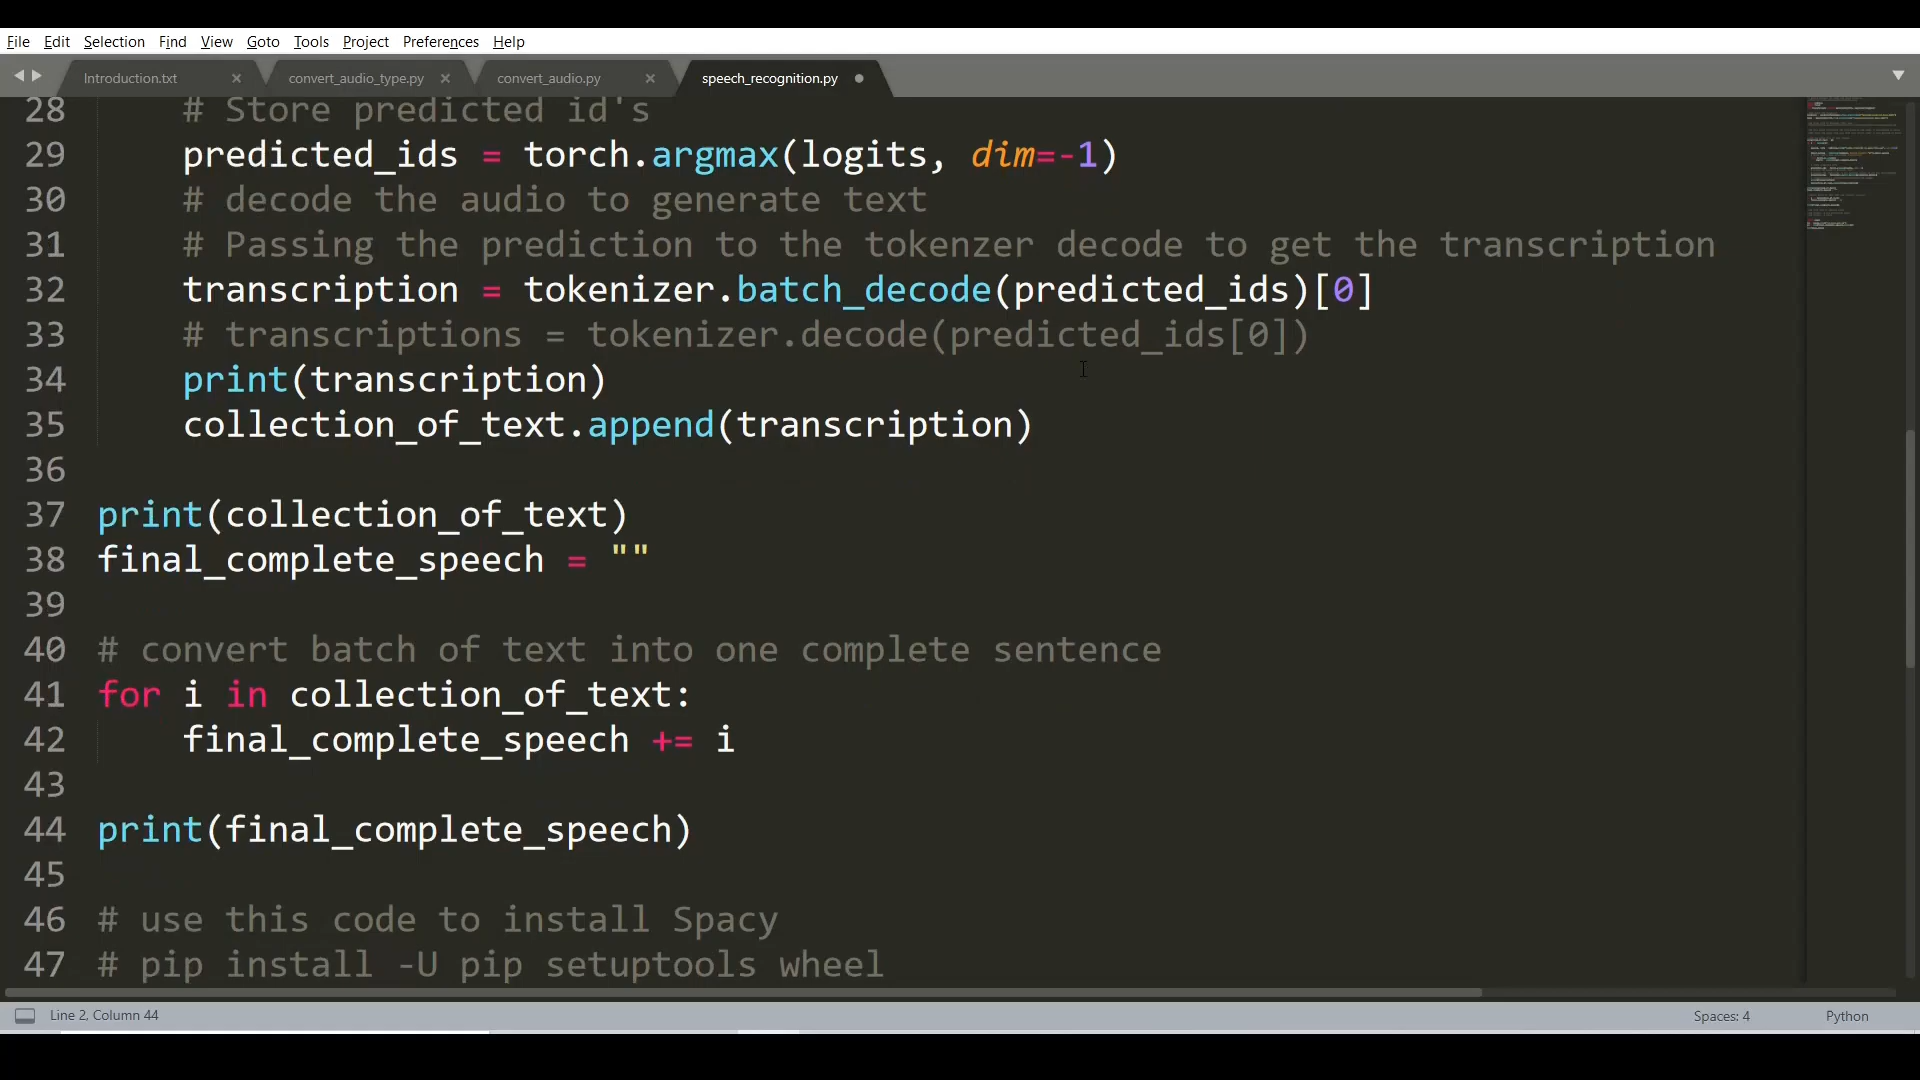 File Edit Selection Find View Goto Tools Project Preferences Help
Introduction.txt convert_audio_type.py convert_audio.py speech_recognition.py
28 # Store predicted id's
29 predicted_ids = torch.argmax(logits, dim=-1)
30 # decode the audio to generate text
31 # Passing the prediction to the tokenzer decode to get the transcription
32 transcription = tokenizer.batch_decode(predicted_ids)[0]
33 # transcriptions = tokenizer.decode(predicted_ids[0])
34 print(transcription)
35 collection_of_text.append(transcription)
36
37 print(collection_of_text)
38 final_complete_speech = ""
39
40 # convert batch of text into one complete sentence
41 for i in collection_of_text:
42 final_complete_speech += i
43
44 print(final_complete_speech)
45
46 # use this code to install Spacy
47 # pip install -U pip setuptools wheel
Line 2, Column 44 Spaces: 4 Python